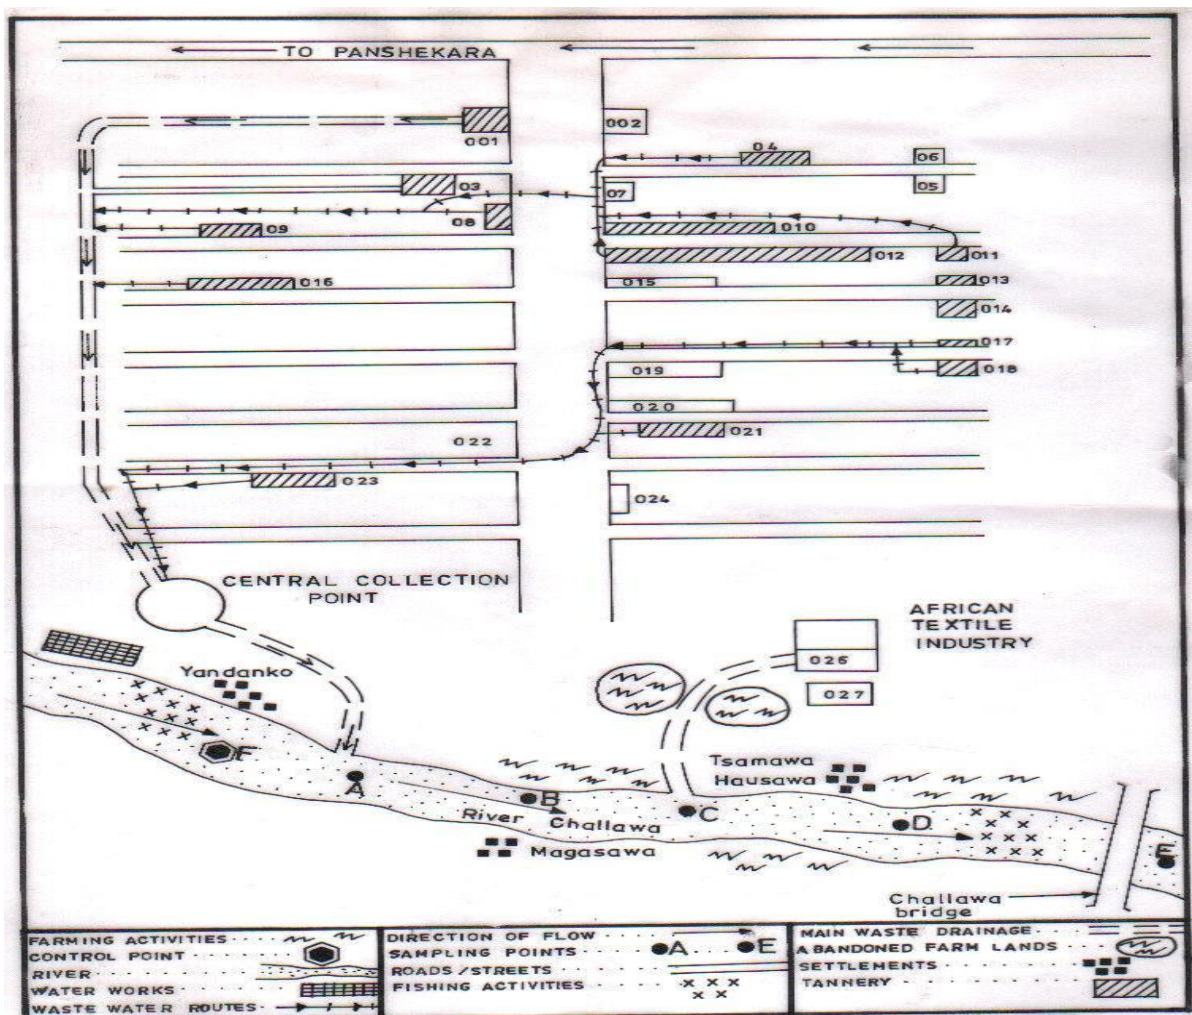 TO PANSHEKARA
001
002
04
06
03
07
05
08
09
010
012
011
016
015
013
014
017
019
018
020
022
021
023
024
CENTRAL COLLECTION
POINT
AFRICAN
TEXTILE
INDUSTRY
026
027
Yandanko
F
Tsamawa
Hausawa
A
B
C
D
E
River Challawa
Magasawa
Challawa
bridge
FARMING ACTIVITIES
CONTROL POINT
RIVER
WATER WORKS
WASTE WATER ROUTES
DIRECTION OF FLOW
SAMPLING POINTS A E
ROADS/STREETS
FISHING ACTIVITIES
MAIN WASTE DRAINAGE
ABANDONED FARM LANDS
SETTLEMENTS
TANNERY